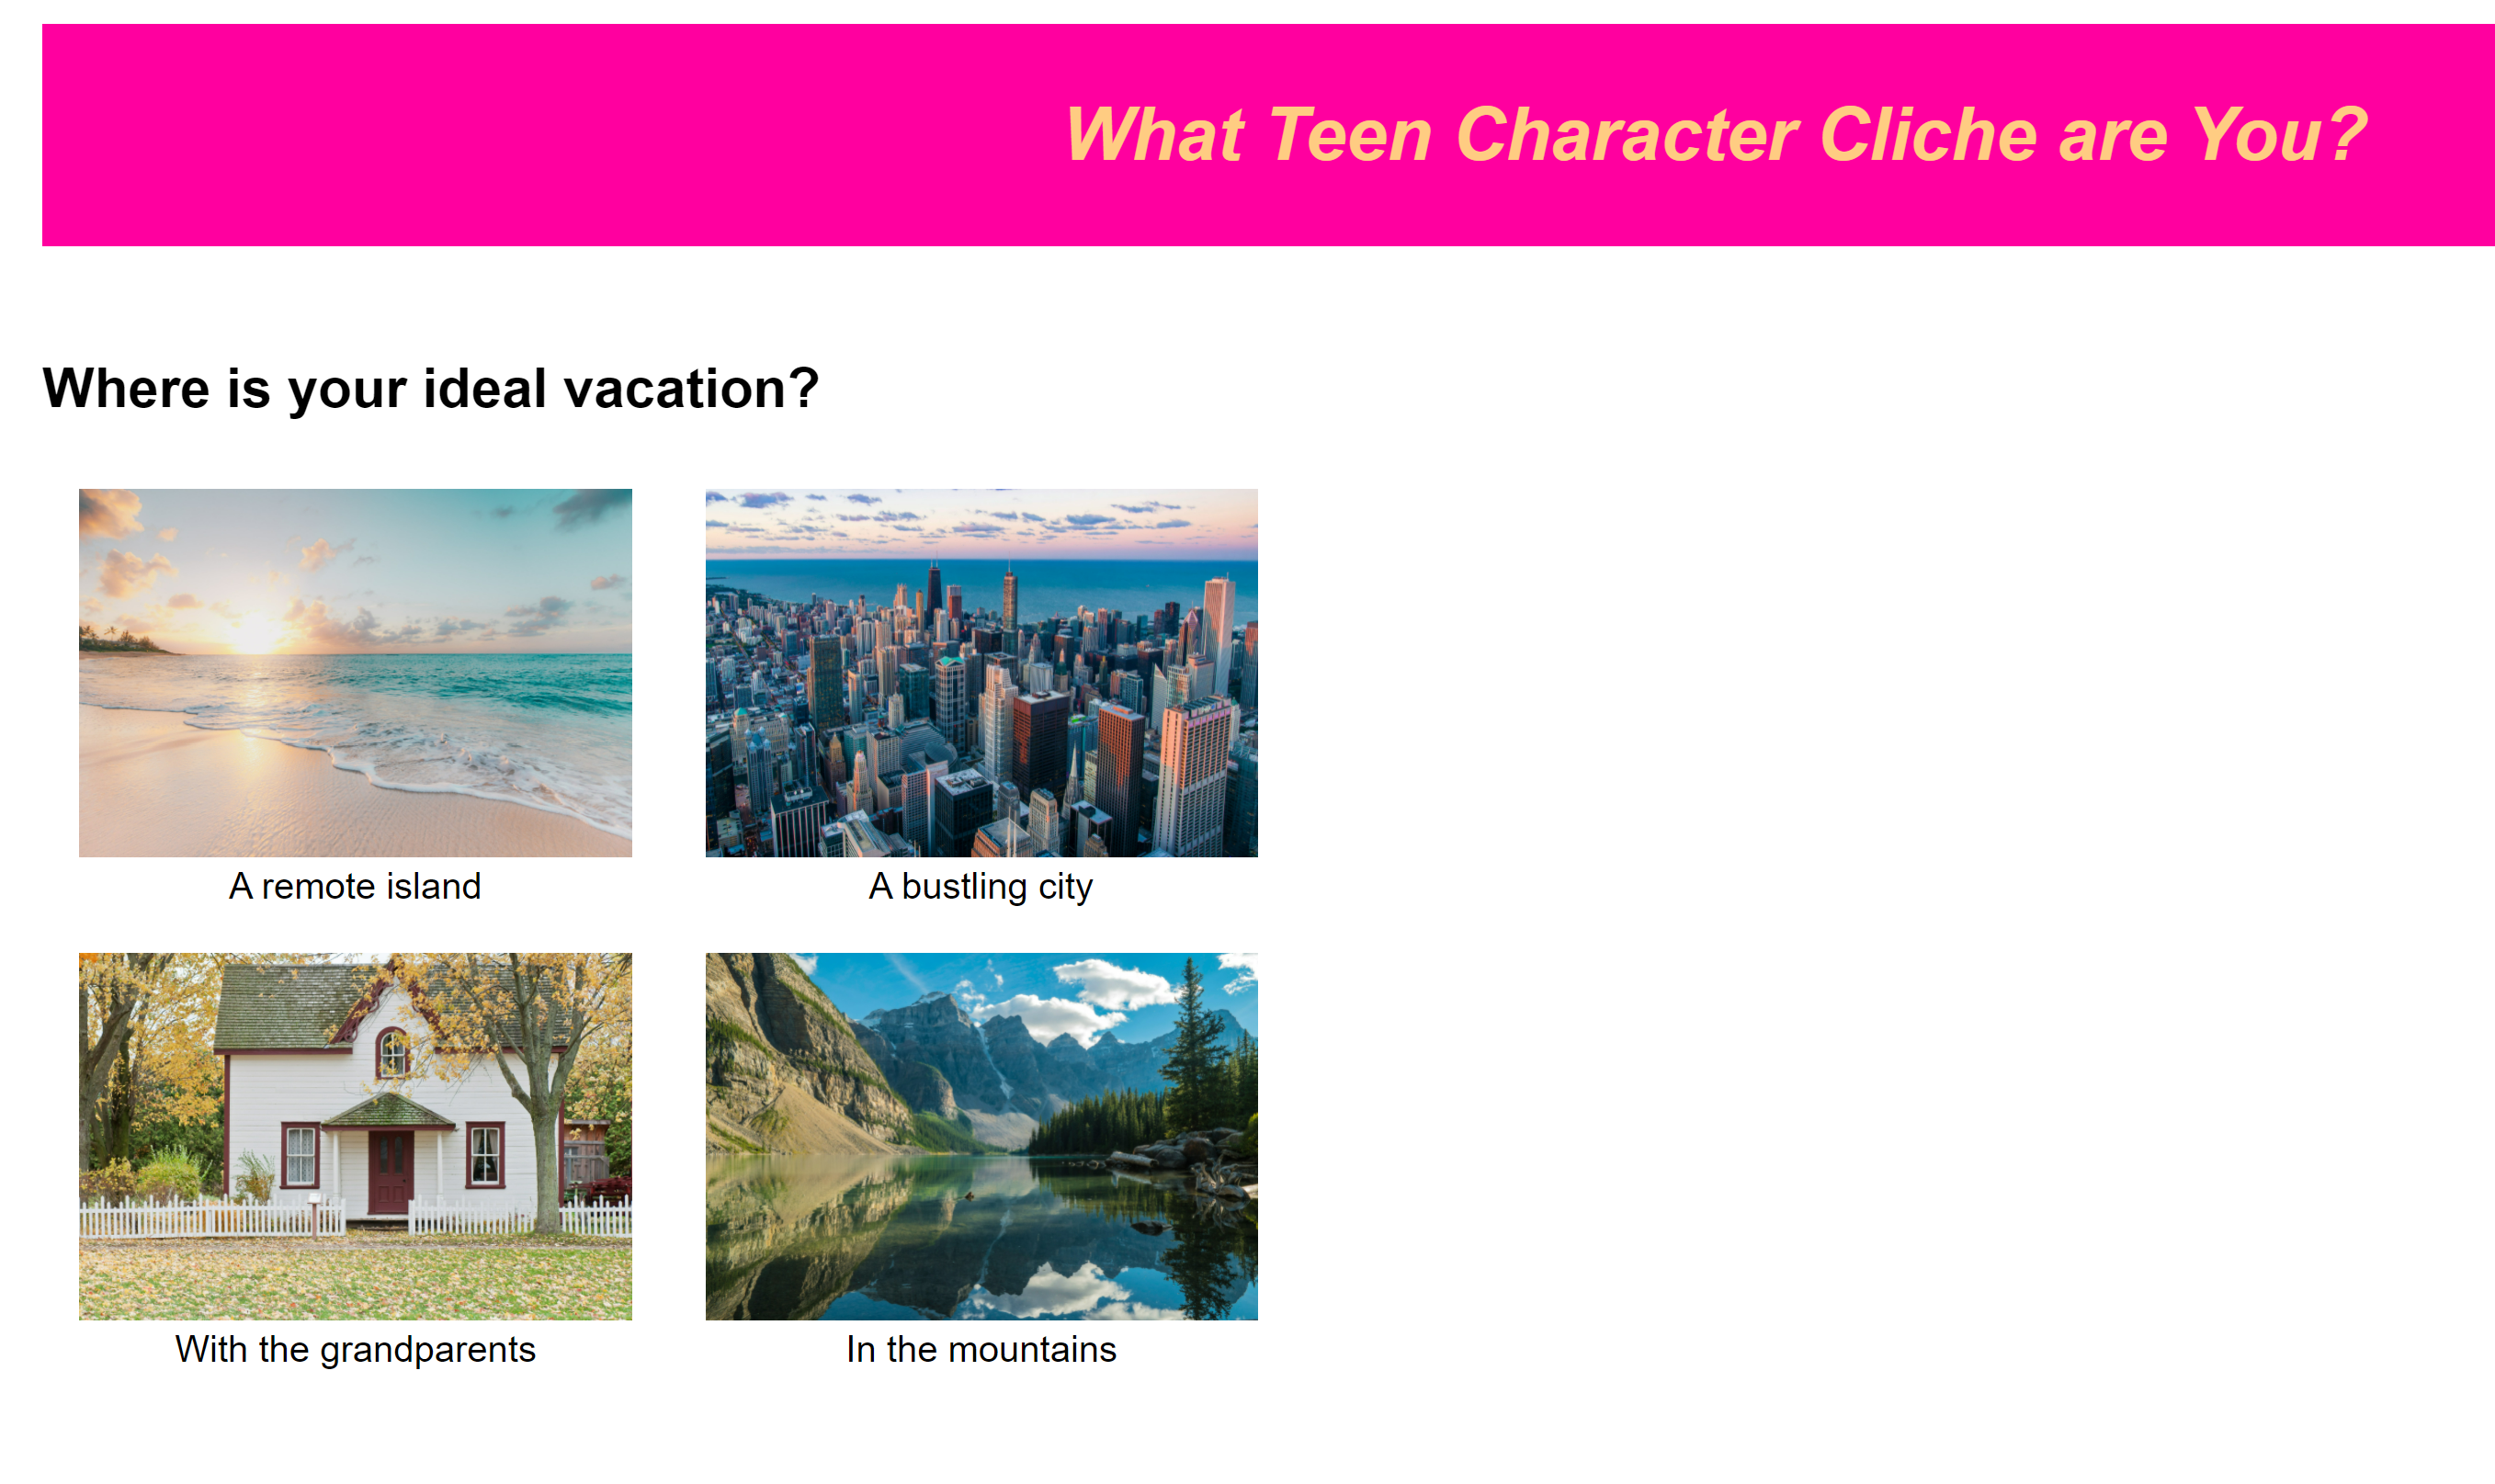 What Teen Character Cliche are You?
Where is your ideal vacation?
A remote island
A bustling city
With the grandparents
In the mountains